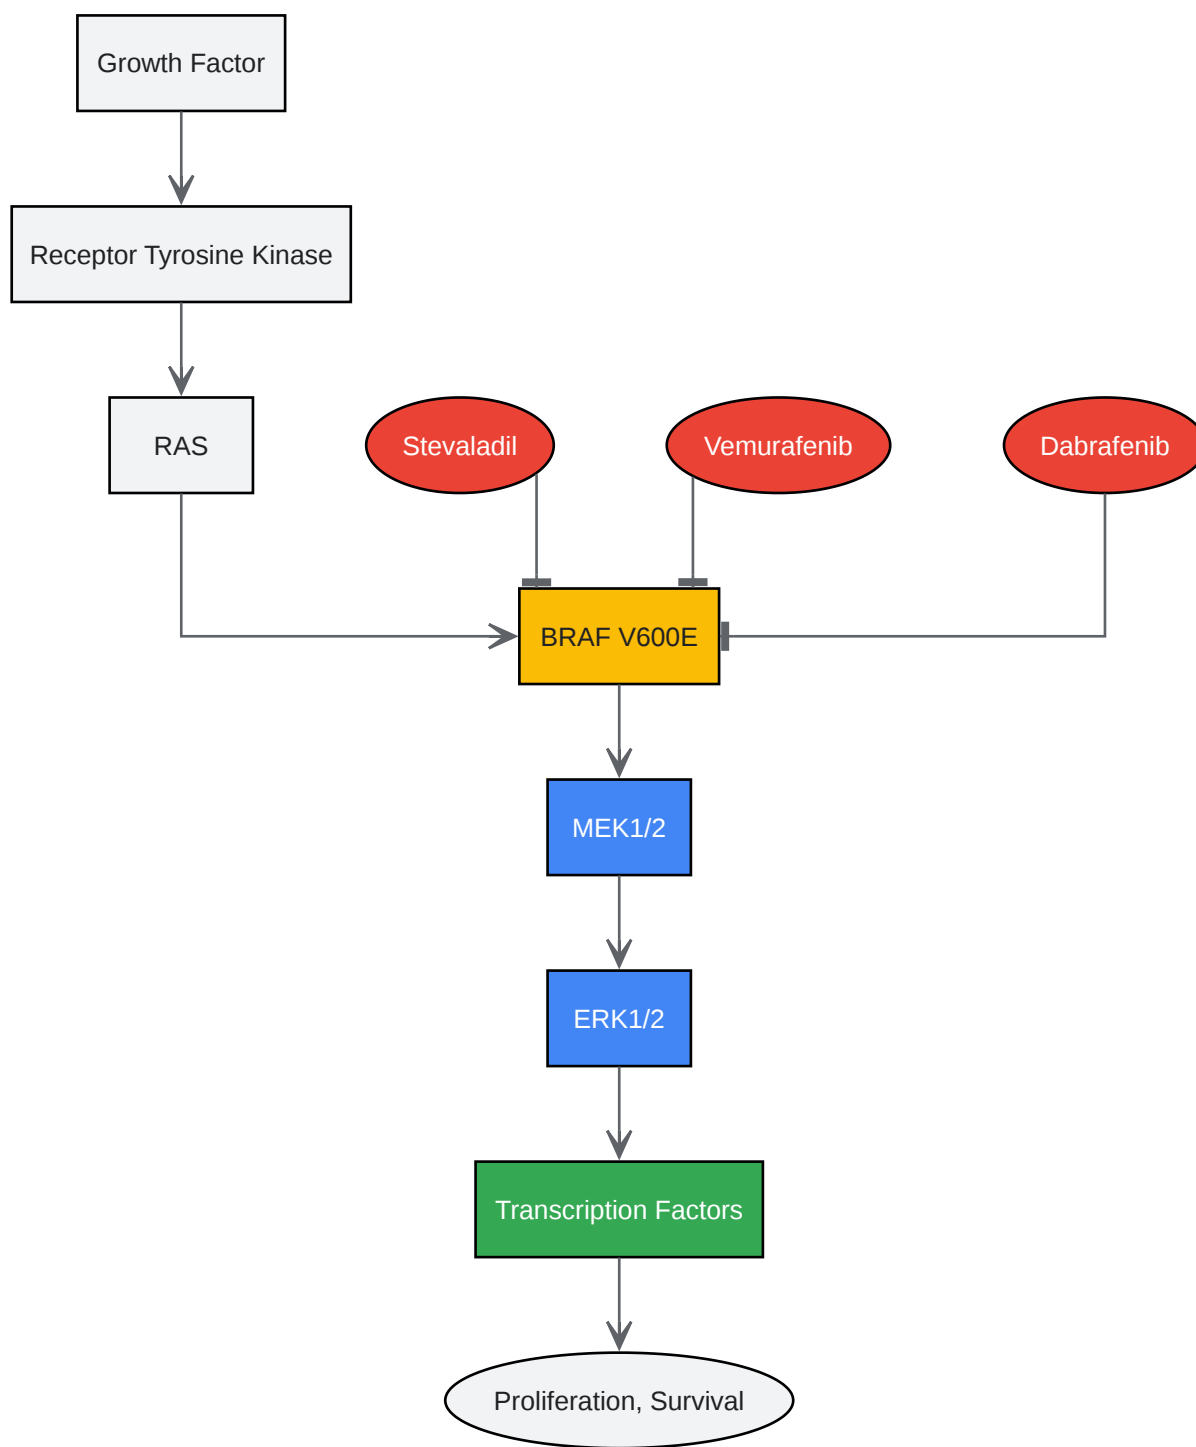 Growth Factor
Receptor Tyrosine Kinase
RAS
Stevaladil
Vemurafenib
Dabrafenib
BRAF V600E
MEK1/2
ERK1/2
Transcription Factors
Proliferation, Survival